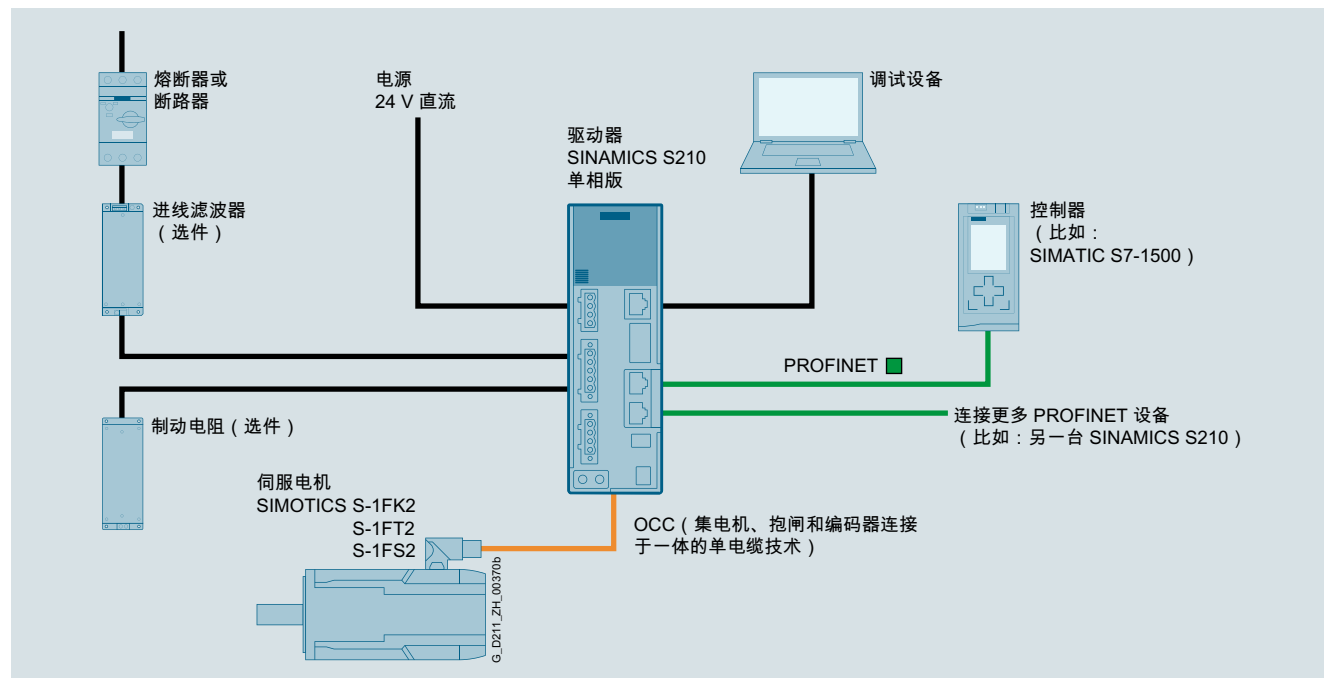 熔断器或
断路器
电源
24 V 直流
调试设备
驱动器
SINAMICS S210
单相版
进线滤波器
（选件）
控制器
（比如：
SIMATIC S7-1500）
PROFINET
连接更多 PROFINET 设备
（比如：另一台 SINAMICS S210）
制动电阻（选件）
伺服电机
SIMOTICS S-1FK2
S-1FT2
S-1FS2
OCC（集电机、抱闸和编码器连接
于一体的单电缆技术）
G_D211_ZH_00370b